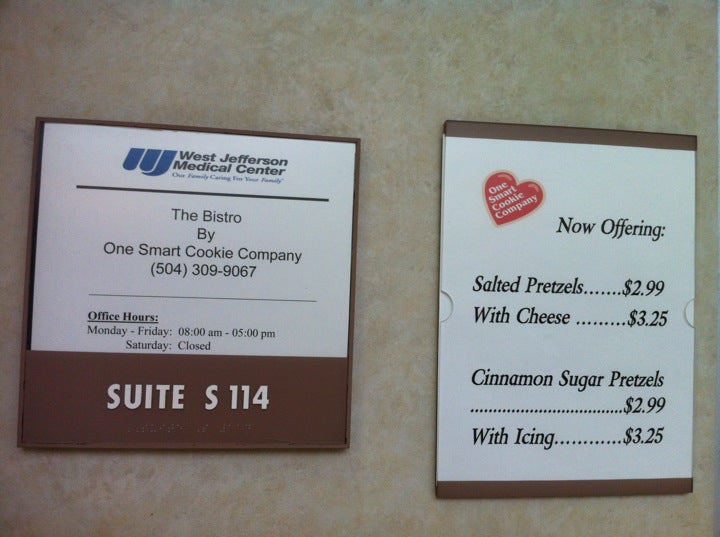 West Jefferson
Medical Center
Our Family Caring For Your Family
The Bistro
By
One Smart Cookie Company
(504) 309-9067
Office Hours:
Monday - Friday: 08:00 am - 05:00 pm
Saturday: Closed
SUITE S 114
One
Smart
Cookie
Company
Now Offering:
Salted Pretzels.......$2.99
With Cheese .........$3.25
Cinnamon Sugar Pretzels
......................................$2.99
With Icing............$3.25